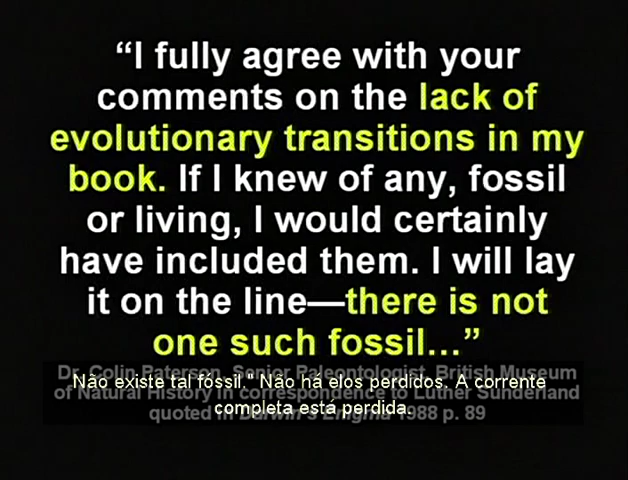 “I fully agree with your
comments on the lack of
evolutionary transitions in my
book. If I knew of any, fossil
or living, I would certainly
have included them. I will lay
it on the line—there is not
one such fossil...”
Dr. Colin Paterson, Senior Paleontologist, British Museum
Não existe tal fóssil." Não há elos perdidos. A corrente
of Natural History in correspondence to Luther Sunderland
completa está perdida.
quoted in Darwin's Enigma 1988 p. 89